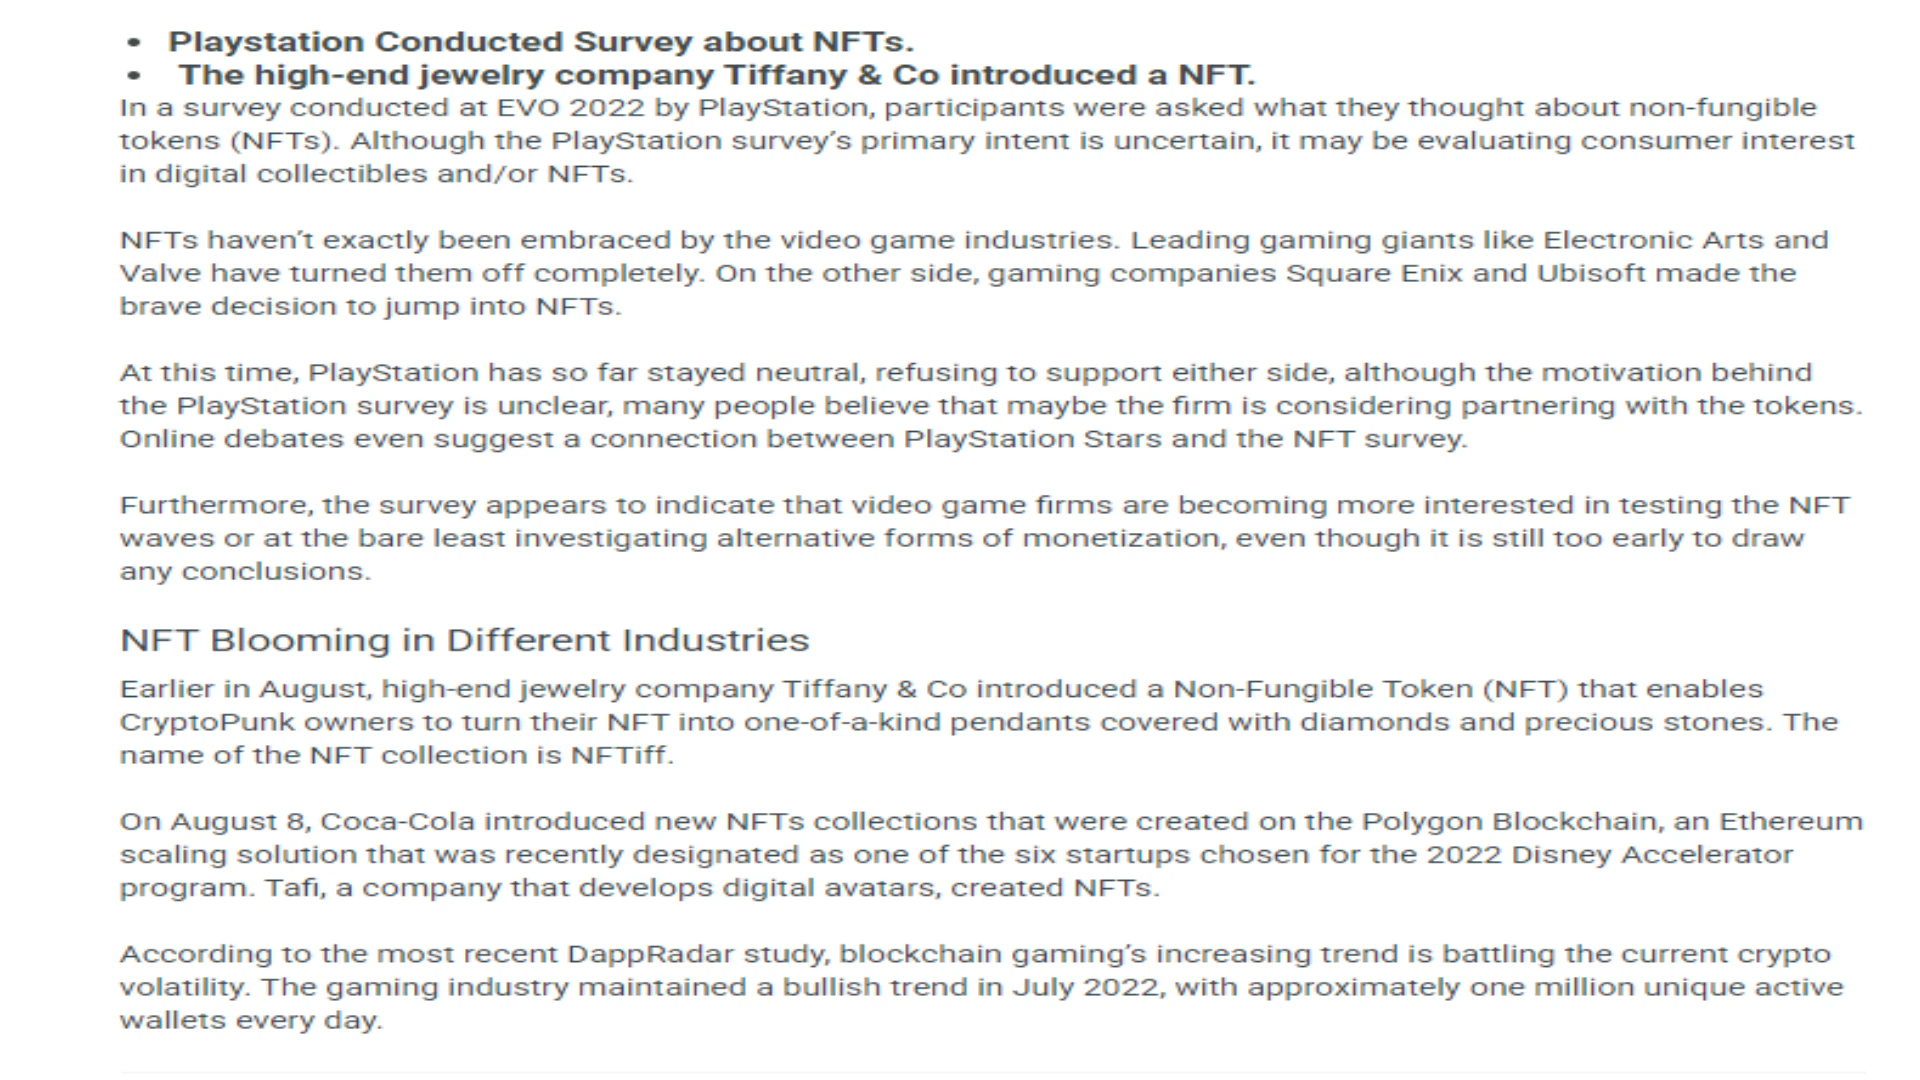 • Playstation Conducted Survey about NFTs.
• The high-end jewelry company Tiffany & Co introduced a NFT.
In a survey conducted at EVO 2022 by PlayStation, participants were asked what they thought about non-fungible
tokens (NFTs). Although the PlayStation survey’s primary intent is uncertain, it may be evaluating consumer interest
in digital collectibles and/or NFTs.
NFTs haven’t exactly been embraced by the video game industries. Leading gaming giants like Electronic Arts and
Valve have turned them off completely. On the other side, gaming companies Square Enix and Ubisoft made the
brave decision to jump into NFTs.
At this time, PlayStation has so far stayed neutral, refusing to support either side, although the motivation behind
the PlayStation survey is unclear, many people believe that maybe the firm is considering partnering with the tokens.
Online debates even suggest a connection between PlayStation Stars and the NFT survey.
Furthermore, the survey appears to indicate that video game firms are becoming more interested in testing the NFT
waves or at the bare least investigating alternative forms of monetization, even though it is still too early to draw
any conclusions.
NFT Blooming in Different Industries
Earlier in August, high-end jewelry company Tiffany & Co introduced a Non-Fungible Token (NFT) that enables
CryptoPunk owners to turn their NFT into one-of-a-kind pendants covered with diamonds and precious stones. The
name of the NFT collection is NFTiff.
On August 8, Coca-Cola introduced new NFTs collections that were created on the Polygon Blockchain, an Ethereum
scaling solution that was recently designated as one of the six startups chosen for the 2022 Disney Accelerator
program. Tafi, a company that develops digital avatars, created NFTs.
According to the most recent DappRadar study, blockchain gaming’s increasing trend is battling the current crypto
volatility. The gaming industry maintained a bullish trend in July 2022, with approximately one million unique active
wallets every day.